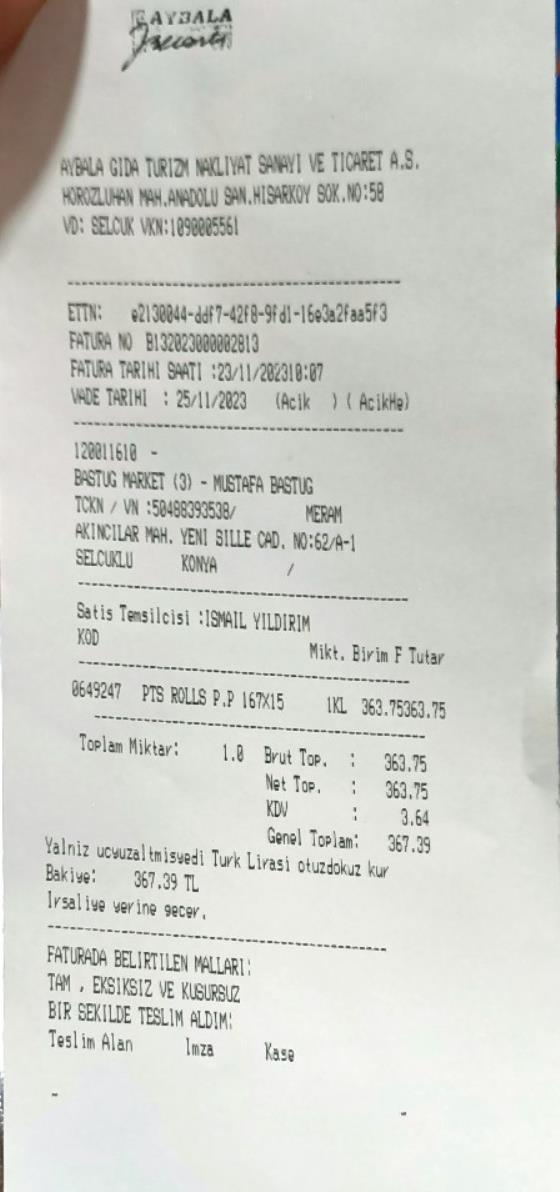 AYBALA
AYBALA GIDA TURIZM NAKLIYAT SANAYI VE TICARET A.S.
HOROZLUHAN MAH.ANADOLU SAN.HISARKOY SOK.NO:58
VD: SELCUK VKN:1090005561
ETTN: e2130044-ddf7-42f8-9fd1-16e3a2faa5f3
FATURA NO B132023000002813
FATURA TARIHI SAATI :23/11/202310:07
VADE TARIHI : 25/11/2023 (Acik ) ( AcikHe)
120011610 -
BASTUG MARKET (3) - MUSTAFA BASTUG
TCKN / VN :50488393538/ MERAM
AKINCILAR MAH. YENI SILLE CAD. NO:62/A-1
SELCUKLU KONYA /
Satis Temsilcisi :ISMAIL YILDIRIM
KOD Mikt. Birim F Tutar
0649247 PTS ROLLS P.P 167X15 1KL 363.75363.75
Toplam Miktar: 1.0 Brut Top. : 363.75
Net Top. : 363.75
KDV : 3.64
Genel Toplam: 367.39
Yalniz ucyuzaltmisyedi Turk Lirasi otuzdokuz kur
Bakiye: 367.39 TL
Irsaliye yerine gecer.
FATURADA BELIRTILEN MALLARI:
TAM , EKSIKSIZ VE KUSURSUZ
BIR SEKILDE TESLIM ALDIM:
Teslim Alan Imza Kase